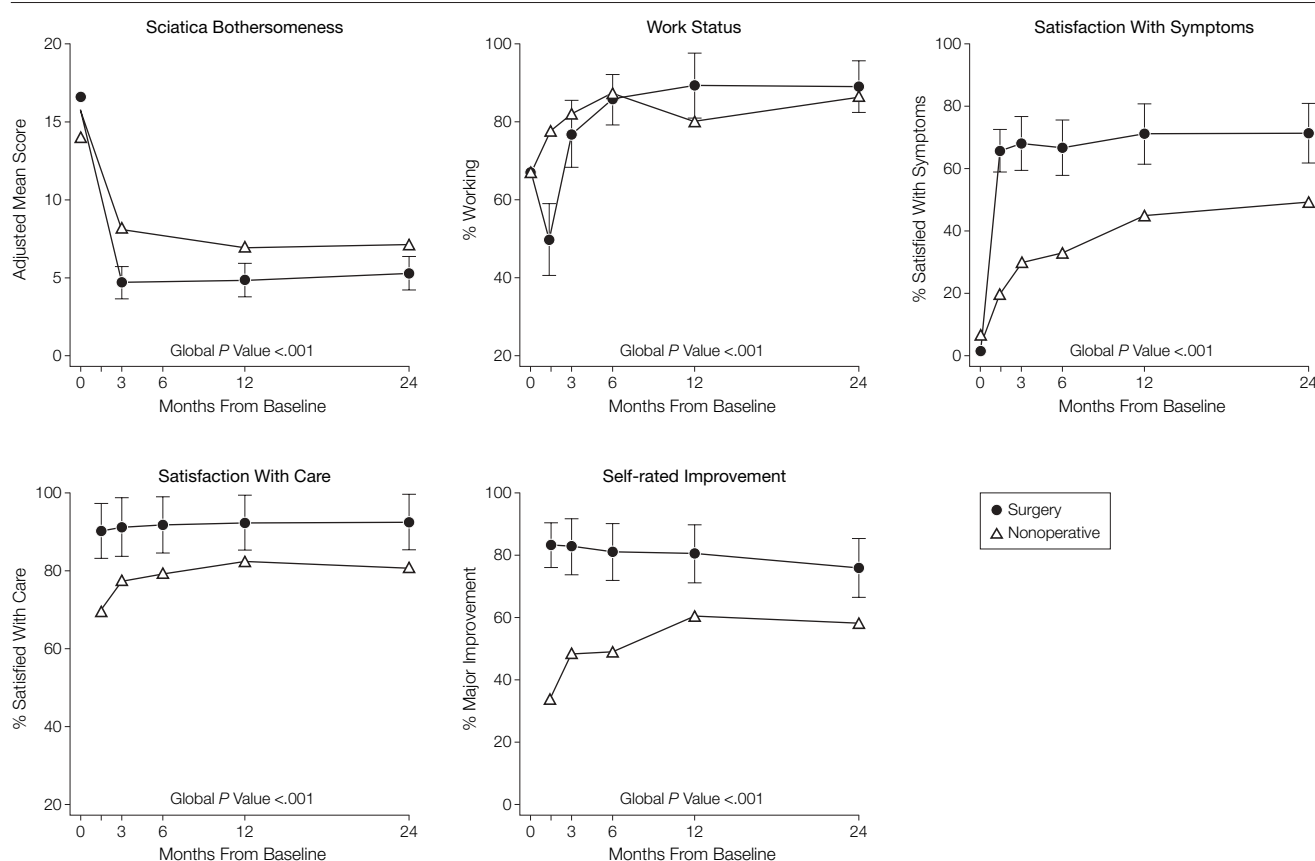 Sciatica Bothersomeness
20
15
10
5
0
Adjusted Mean Score
Global P Value <.001
0 3 6 12 24
Months From Baseline
Work Status
100
80
60
40
20
% Working
Global P Value <.001
0 3 6 12 24
Months From Baseline
Satisfaction With Symptoms
100
80
60
40
20
0
% Satisfied With Symptoms
Global P Value <.001
0 3 6 12 24
Months From Baseline
Satisfaction With Care
100
80
60
40
20
% Satisfied With Care
Global P Value <.001
0 3 6 12 24
Months From Baseline
Self-rated Improvement
100
80
60
40
20
0
% Major Improvement
Global P Value <.001
0 3 6 12 24
Months From Baseline
Surgery
Nonoperative